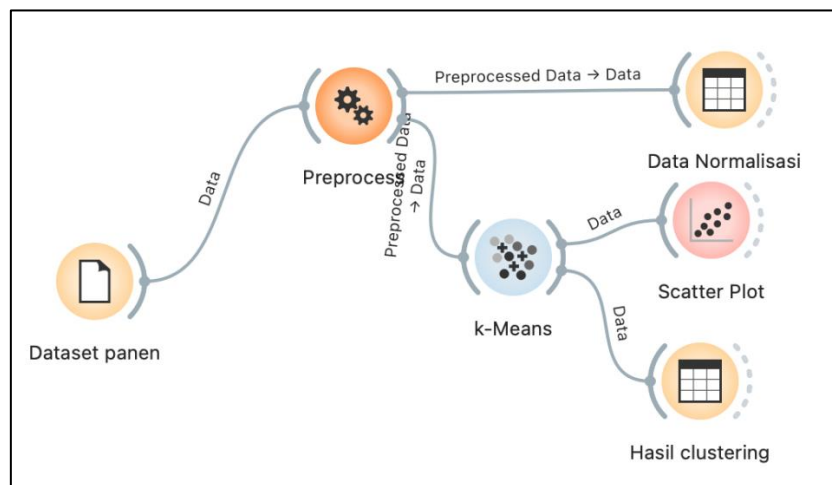 Preprocessed Data → Data
Data Normalisasi
Data
Preprocess
Preprocessed Data
→ Data
Data
Scatter Plot
k-Means
Dataset panen
Data
Hasil clustering